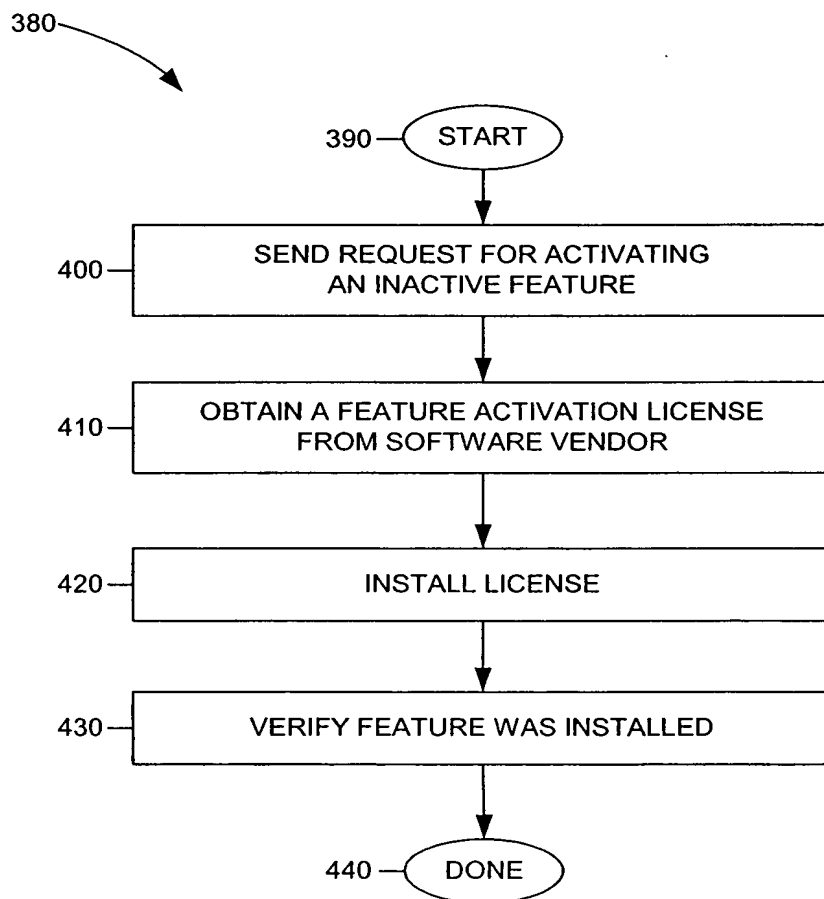 380
390
START
400
SEND REQUEST FOR ACTIVATING
AN INACTIVE FEATURE
410
OBTAIN A FEATURE ACTIVATION LICENSE
FROM SOFTWARE VENDOR
420
INSTALL LICENSE
430
VERIFY FEATURE WAS INSTALLED
440
DONE